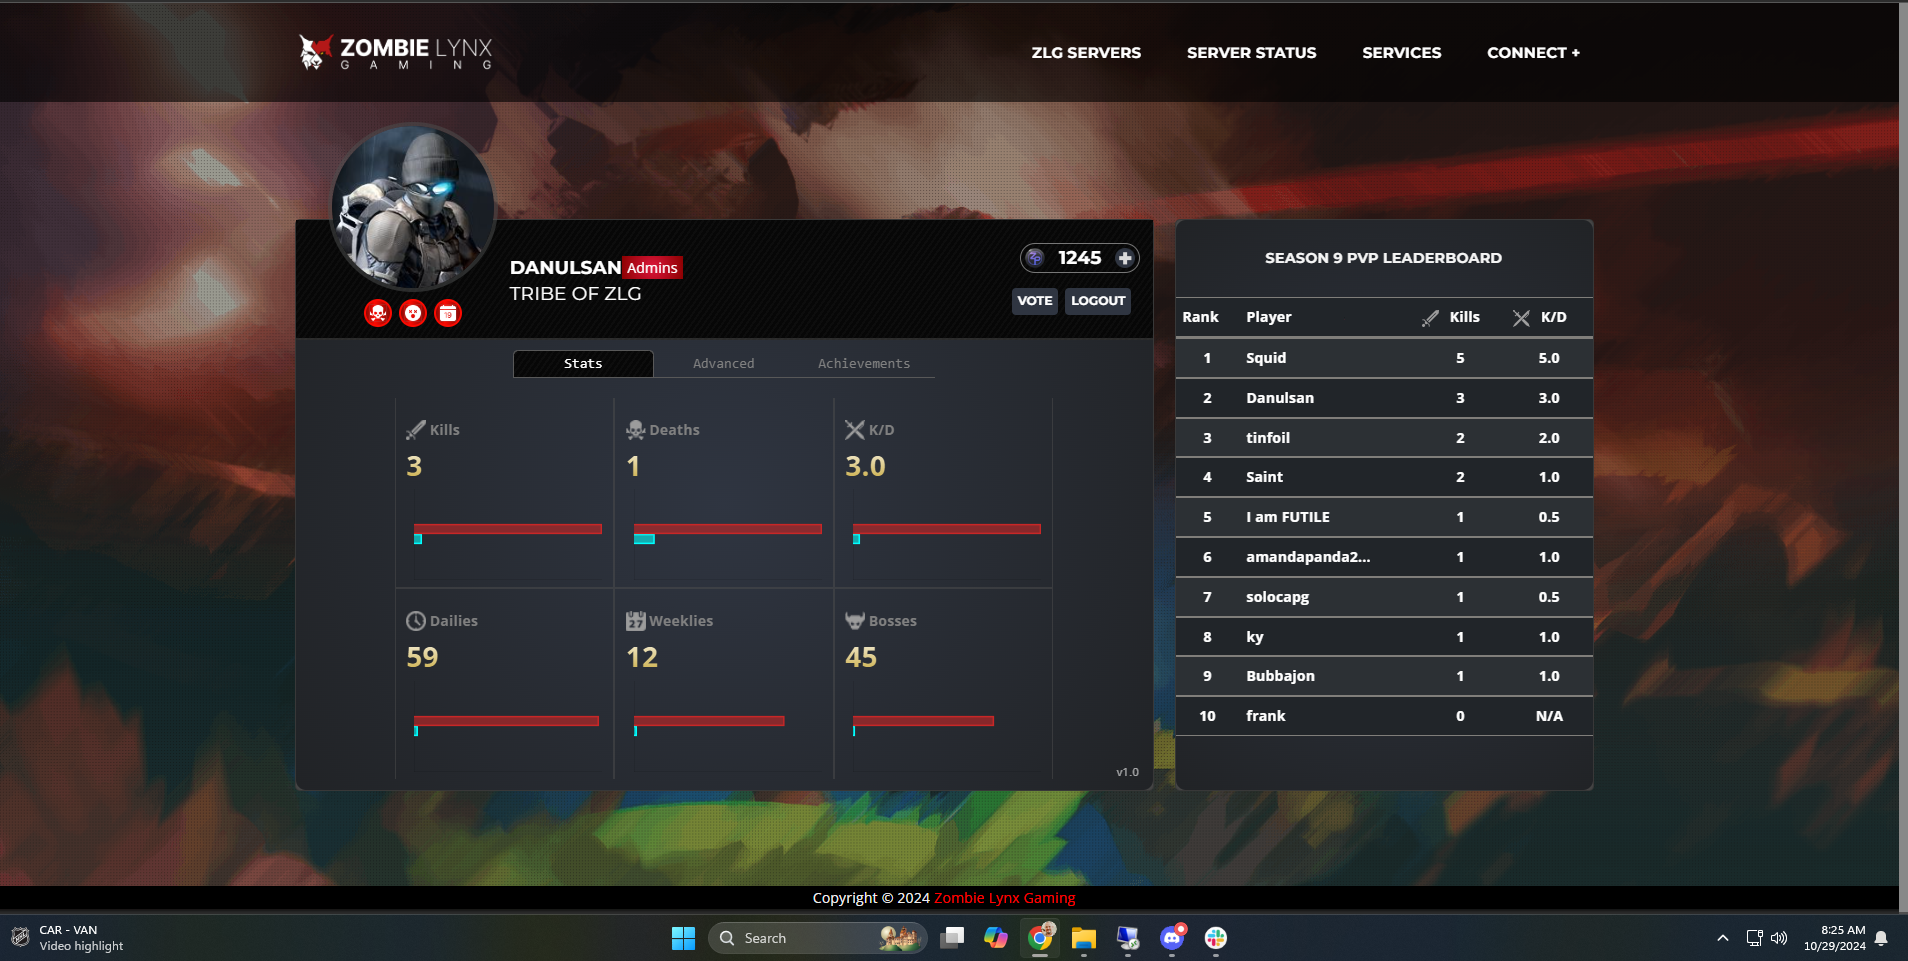 ZOMBIE LYNX
GAMING
ZLG SERVERS
SERVER STATUS
SERVICES
CONNECT +
DANULSAN Admins
TRIBE OF ZLG
1245
VOTE LOGOUT
19
Stats Advanced Achievements
Kills
3
Deaths
1
K/D
3.0
Dailies
59
27 Weeklies
12
Bosses
45
v1.0
SEASON 9 PVP LEADERBOARD
Rank Player Kills K/D
1 Squid 5 5.0
2 Danulsan 3 3.0
3 tinfoil 2 2.0
4 Saint 2 1.0
5 I am FUTILE 1 0.5
6 amandapanda2... 1 1.0
7 solocapg 1 0.5
8 ky 1 1.0
9 Bubbajon 1 1.0
10 frank 0 N/A
Copyright © 2024 Zombie Lynx Gaming
CAR - VAN
Video highlight
Search
8:25 AM
10/29/2024